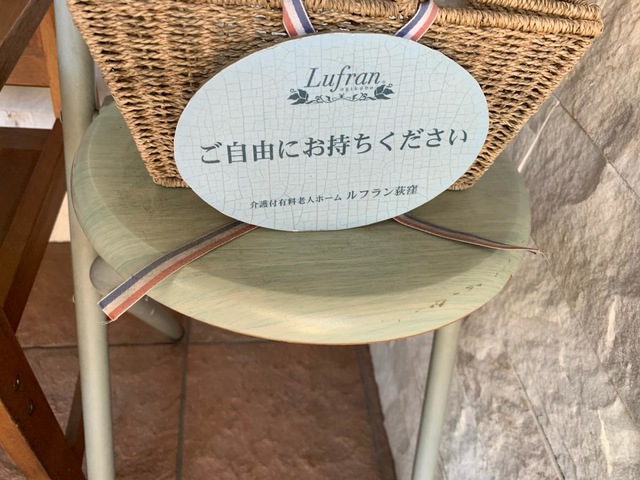 Lufran
ogikubo
ご自由にお持ちください
介護付有料老人ホーム ルフラン荻窪